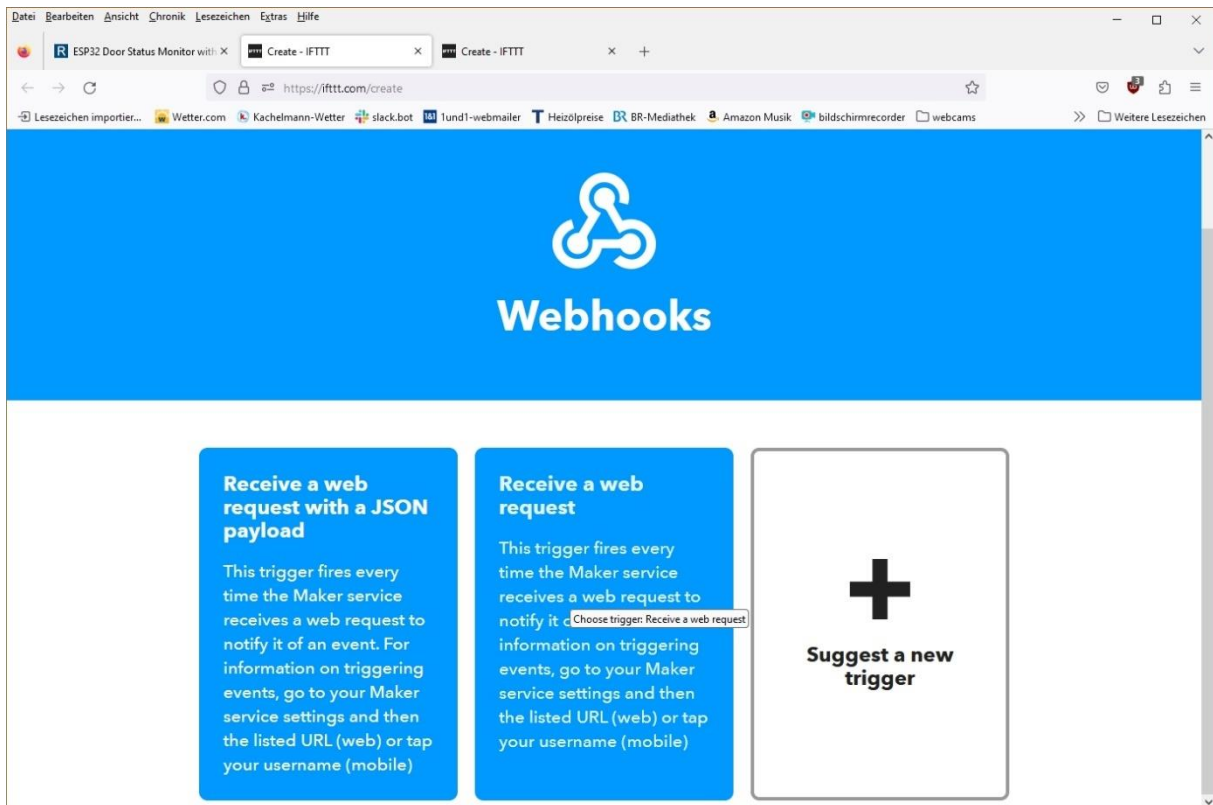 Datei Bearbeiten Ansicht Chronik Lesezeichen Extras Hilfe
R ESP32 Door Status Monitor with IFTTT Create - IFTTT IFTTT Create - IFTTT
https://ifttt.com/create
3
Lesezeichen importier... Wetter.com Kachelmann-Wetter slack.bot 1&1 1und1-webmailer T Heizölpreise BR BR-Mediathek a Amazon Musik bildschirmrecorder webcams Weitere Lesezeichen
Webhooks
Receive a web
request with a JSON
payload
This trigger fires every
time the Maker service
receives a web request to
notify it of an event. For
information on triggering
events, go to your Maker
service settings and then
the listed URL (web) or tap
your username (mobile)
Receive a web
request
This trigger fires every
time the Maker service
receives a web request to
notify it
Choose trigger: Receive a web request
information on triggering
events, go to your Maker
service settings and then
the listed URL (web) or tap
your username (mobile)
Suggest a new
trigger